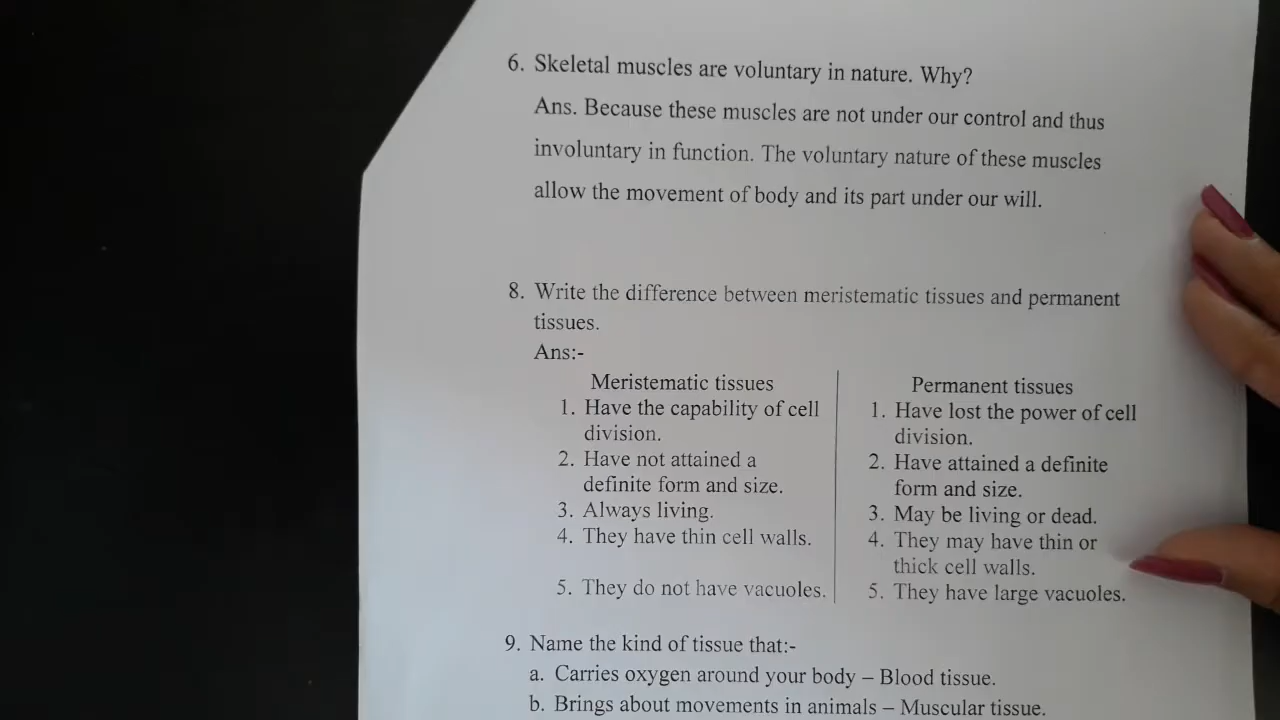 6. Skeletal muscles are voluntary in nature. Why?
Ans. Because these muscles are not under our control and thus
involuntary in function. The voluntary nature of these muscles
allow the movement of body and its part under our will.
8. Write the difference between meristematic tissues and permanent
tissues.
Ans:-
Meristematic tissues
1. Have the capability of cell
division.
2. Have not attained a
definite form and size.
3. Always living.
4. They have thin cell walls.
5. They do not have vacuoles.
Permanent tissues
1. Have lost the power of cell
division.
2. Have attained a definite
form and size.
3. May be living or dead.
4. They may have thin or
thick cell walls.
5. They have large vacuoles.
9. Name the kind of tissue that:-
a. Carries oxygen around your body – Blood tissue.
b. Brings about movements in animals – Muscular tissue.